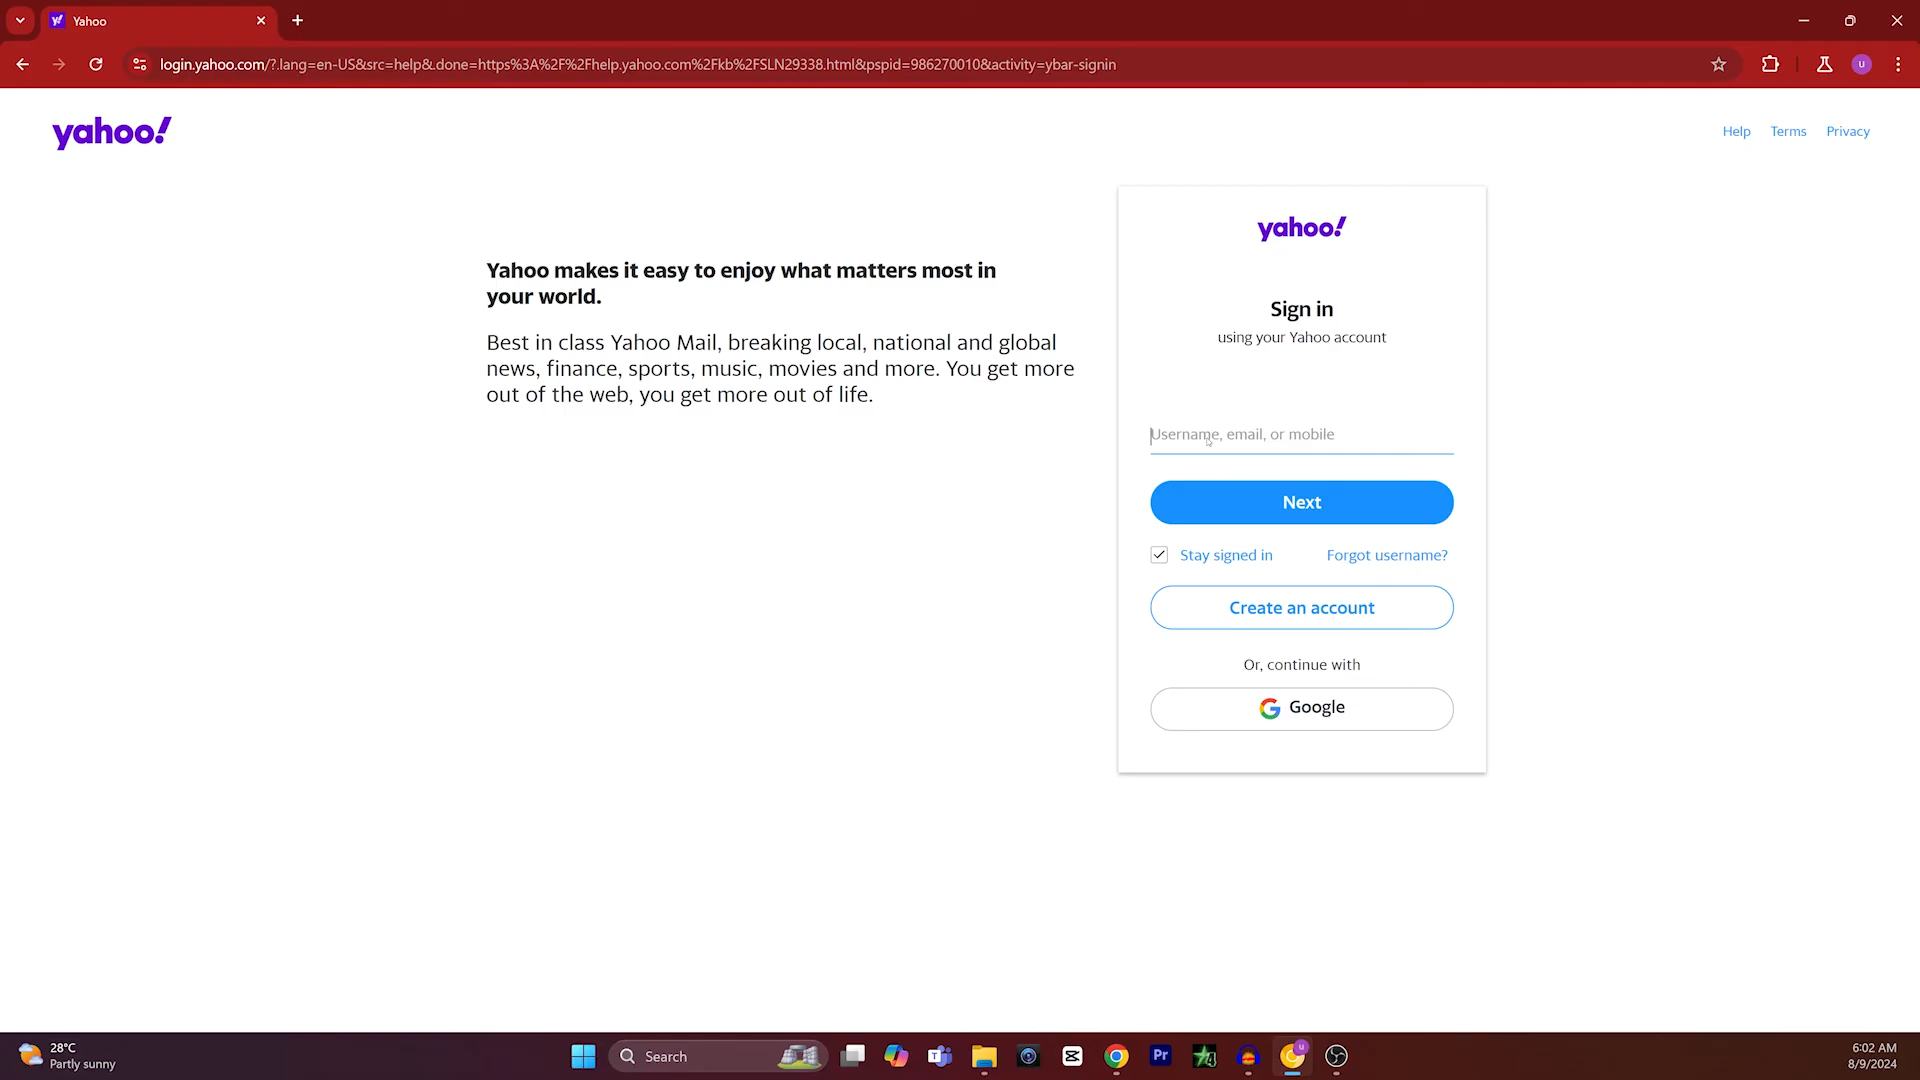 Yahoo
login.yahoo.com/?.lang=en-US&src=help&.done=https%3A%2F%2Fhelp.yahoo.com%2Fkb%2FSLN29338.html&pspid=986270010&activity=ybar-signin
u
yahoo!
Help Terms Privacy
yahoo!
Yahoo makes it easy to enjoy what matters most in
your world.
Best in class Yahoo Mail, breaking local, national and global
news, finance, sports, music, movies and more. You get more
out of the web, you get more out of life.
Sign in
using your Yahoo account
Username, email, or mobile
Next
Stay signed in Forgot username?
Create an account
Or, continue with
Google
28°C
Partly sunny
Search
Pr
6:02 AM
8/9/2024